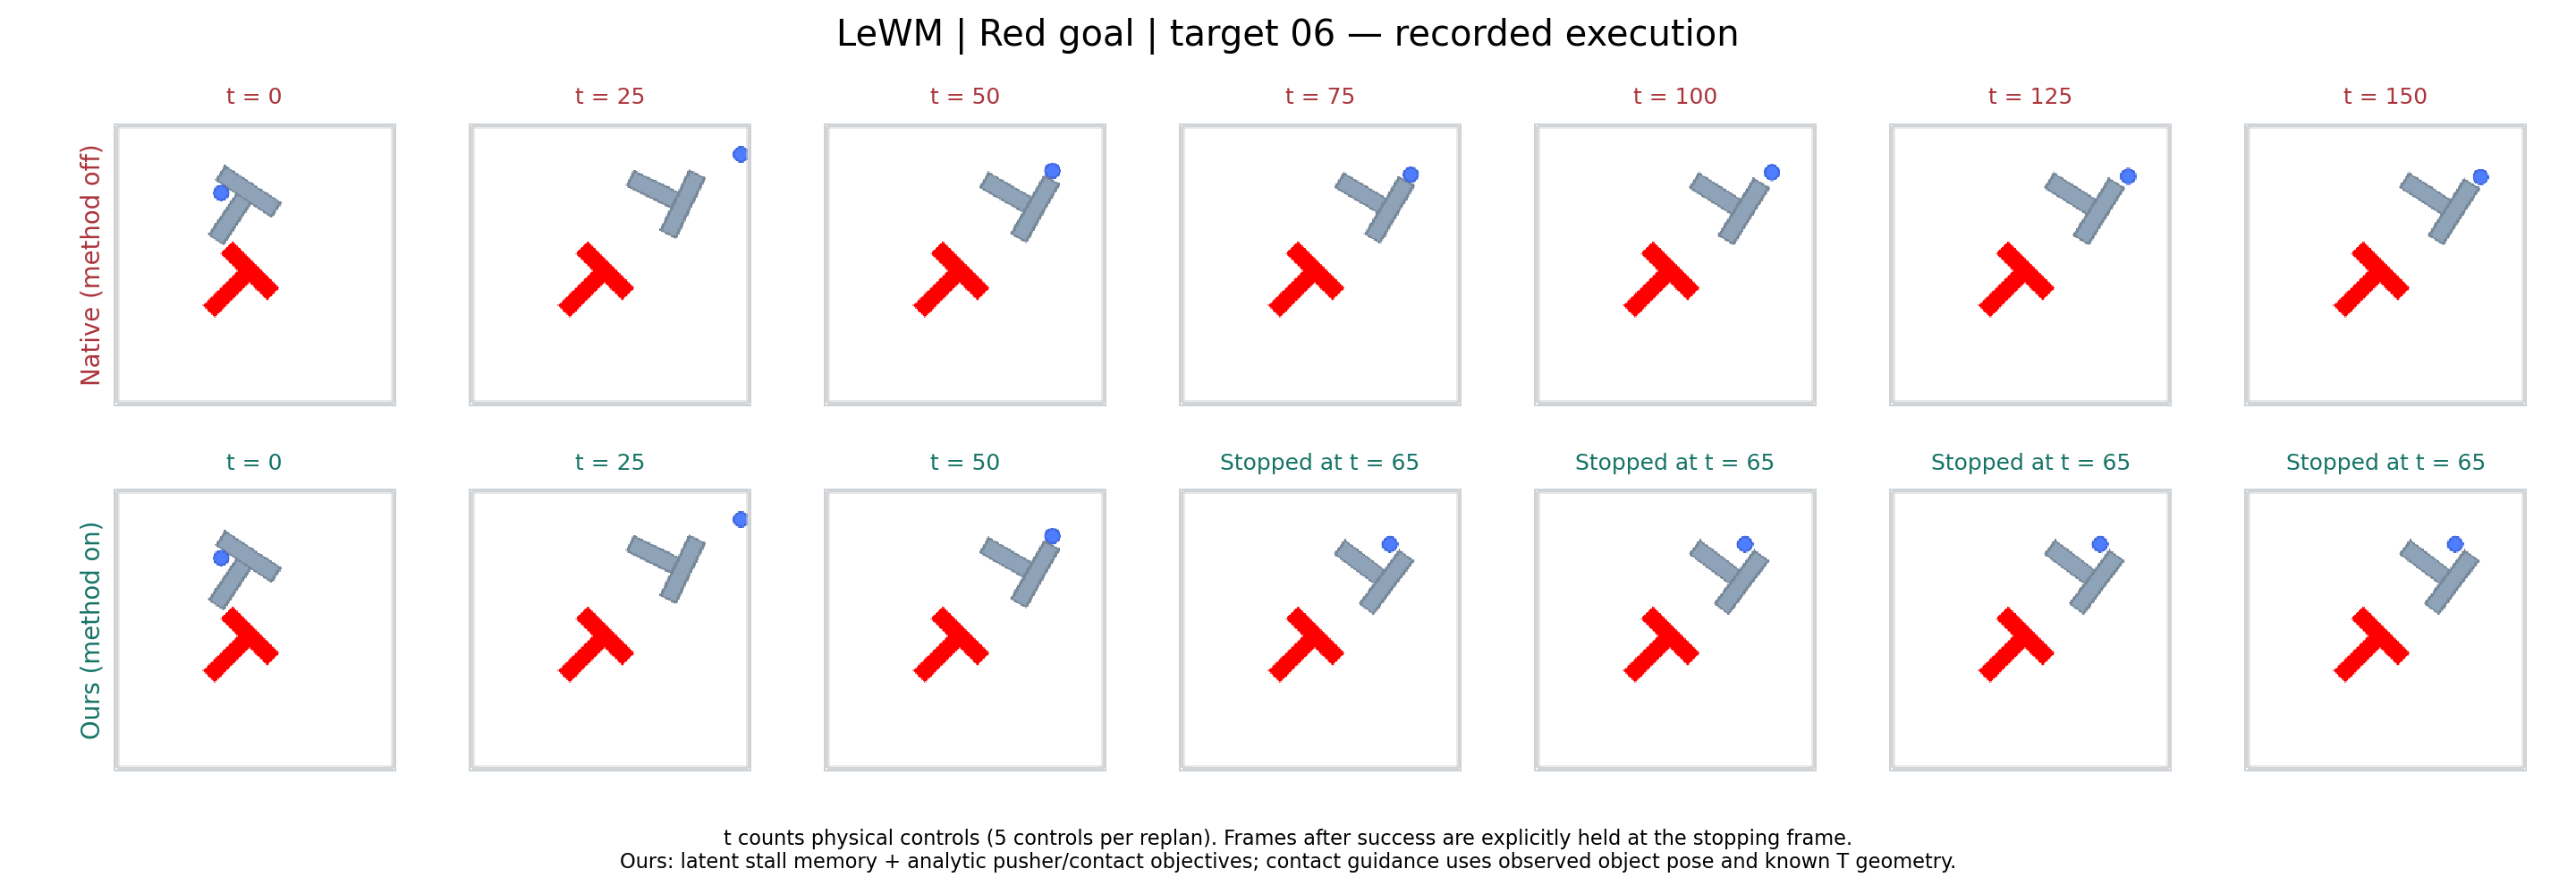 LeWM | Red goal | target 06 — recorded execution
t = 0
t = 25
t = 50
t = 75
t = 100
t = 125
t = 150
Native (method off)
t = 0
t = 25
t = 50
Stopped at t = 65
Stopped at t = 65
Stopped at t = 65
Stopped at t = 65
Ours (method on)
t counts physical controls (5 controls per replan). Frames after success are explicitly held at the stopping frame.
Ours: latent stall memory + analytic pusher/contact objectives; contact guidance uses observed object pose and known T geometry.